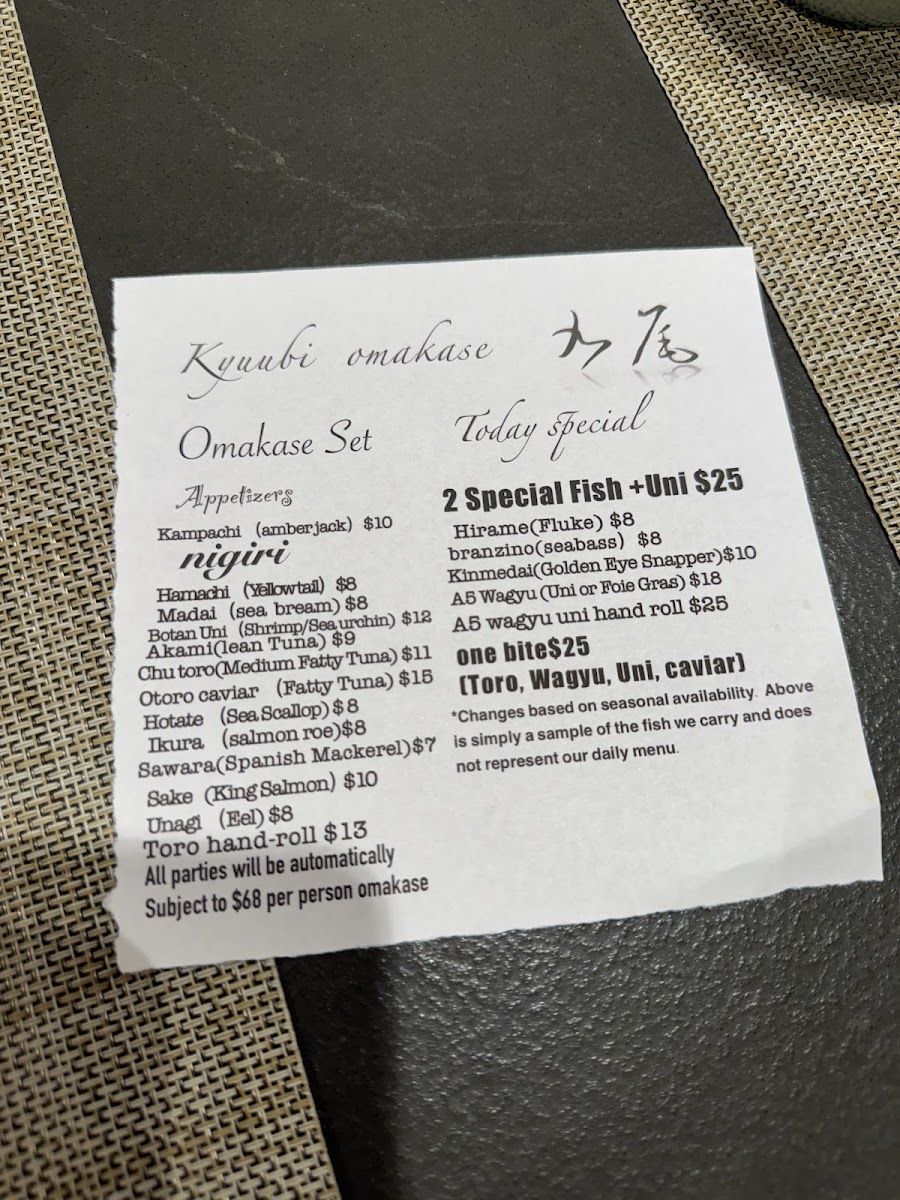 Kyuubi omakase 九尾
Omakase Set
Appetizers
Kampachi (amberjack) $10
nigiri
Hamachi (Yellowtail) $8
Madai (sea bream) $8
Botan Uni (Shrimp/Sea urchin) $12
Akami(lean Tuna) $9
Chu toro(Medium Fatty Tuna) $11
Otoro caviar (Fatty Tuna) $15
Hotate (Sea Scallop) $8
Ikura (salmon roe)$8
Sawara(Spanish Mackerel)$7
Sake (King Salmon) $10
Unagi (Eel) $8
Toro hand-roll $13
All parties will be automatically
Subject to $68 per person omakase
Today special
2 Special Fish +Uni $25
Hirame(Fluke) $8
branzino(seabass) $8
Kinmedai(Golden Eye Snapper)$10
A5 Wagyu (Uni or Foie Gras) $18
A5 wagyu uni hand roll $25
one bite$25
(Toro, Wagyu, Uni, caviar)
*Changes based on seasonal availability. Above
is simply a sample of the fish we carry and does
not represent our daily menu.